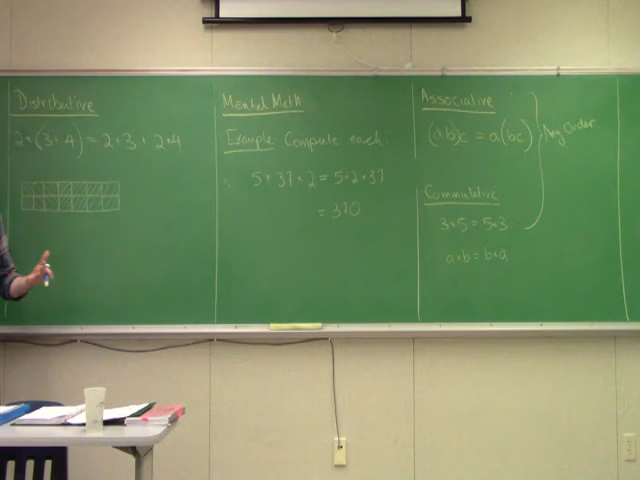 Distributive
2×(3+4) = 2×3 + 2×4
Mental Math
Example: Compute each.
5 × 37 × 2 = 5×2×37
= 370
Associative
(ab)c = a(bc)
Any Order
Commutative
3×5 = 5×3
a×b = b×a